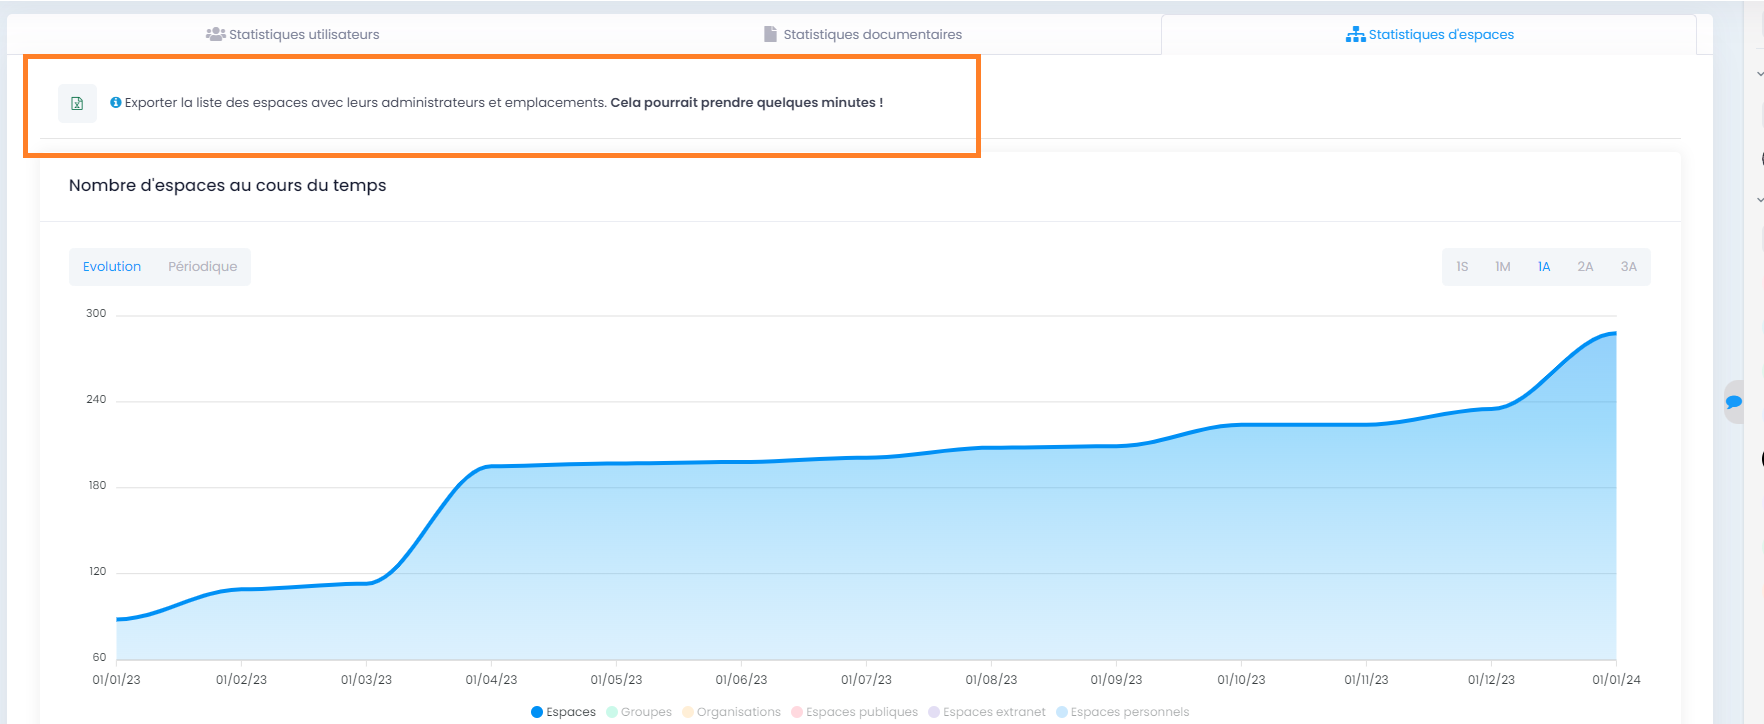 Statistiques utilisateurs
Statistiques documentaires
Statistiques d'espaces
Exporter la liste des espaces avec leurs administrateurs et emplacements. Cela pourrait prendre quelques minutes !
Nombre d'espaces au cours du temps
Evolution Périodique
1S 1M 1A 2A 3A
300
240
180
120
60
01/01/23 01/02/23 01/03/23 01/04/23 01/05/23 01/06/23 01/07/23 01/08/23 01/09/23 01/10/23 01/11/23 01/12/23 01/01/24
Espaces Groupes Organisations Espaces publiques Espaces extranet Espaces personnels